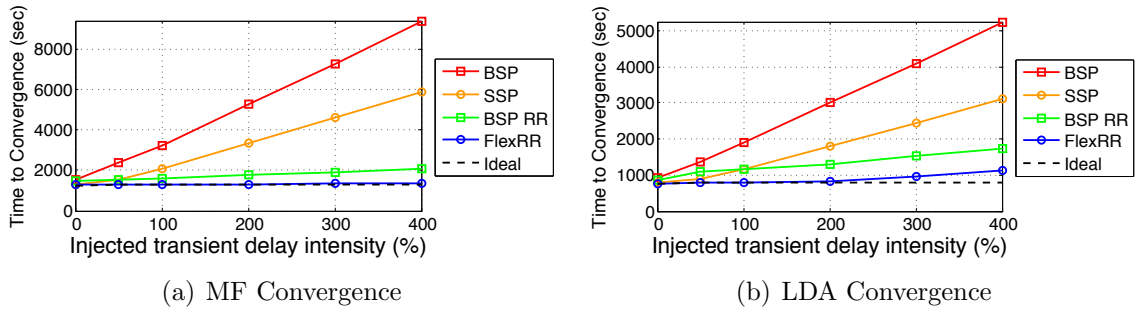 Time to Convergence (sec)
8000
6000
4000
2000
0
0 50 100 200 300 400
Injected transient delay intensity (%)
BSP
SSP
BSP RR
FlexRR
Ideal
(a) MF Convergence
Time to Convergence (sec)
5000
4000
3000
2000
1000
0
0 50 100 200 300 400
Injected transient delay intensity (%)
BSP
SSP
BSP RR
FlexRR
Ideal
(b) LDA Convergence